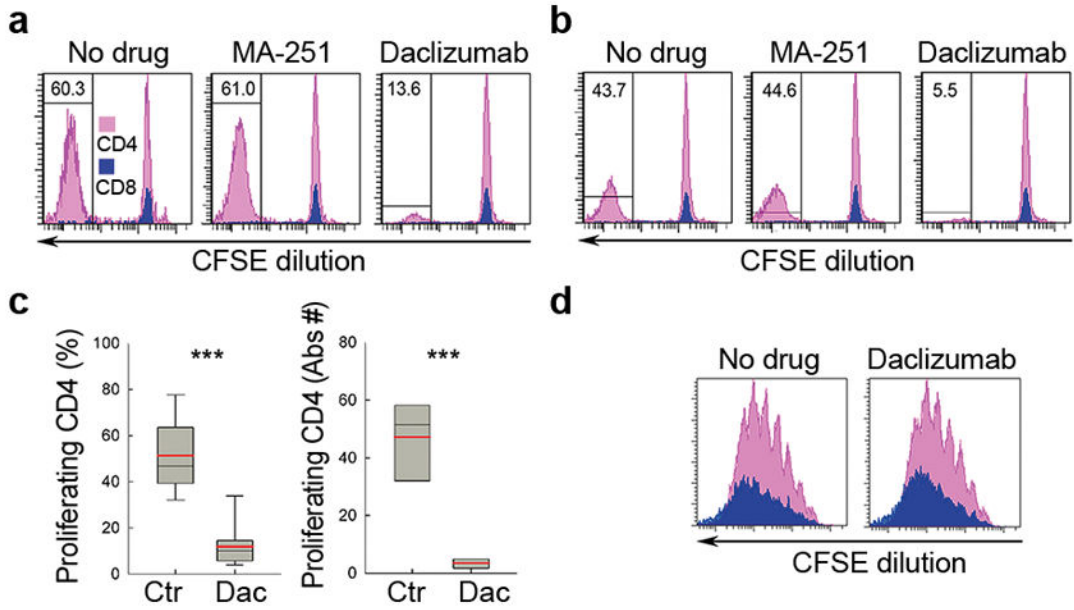 a
No drug MA-251 Daclizumab
60.3 61.0 13.6
CD4
CD8
CFSE dilution
b
No drug MA-251 Daclizumab
43.7 44.6 5.5
CFSE dilution
c
Proliferating CD4 (%)
100
80
60
40
20
0
***
Ctr Dac
Proliferating CD4 (Abs #)
80
60
40
20
0
***
Ctr Dac
d
No drug Daclizumab
CFSE dilution